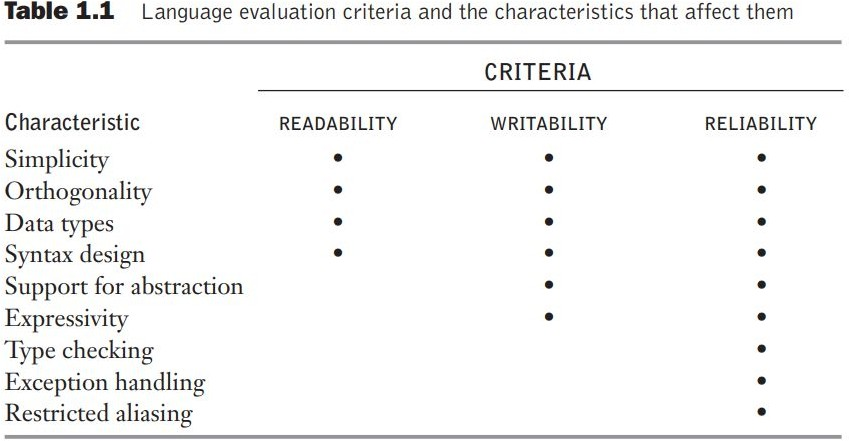 Table 1.1 Language evaluation criteria and the characteristics that affect them
CRITERIA
Characteristic READABILITY WRITABILITY RELIABILITY
Simplicity • • •
Orthogonality • • •
Data types • • •
Syntax design • • •
Support for abstraction • •
Expressivity • •
Type checking •
Exception handling •
Restricted aliasing •